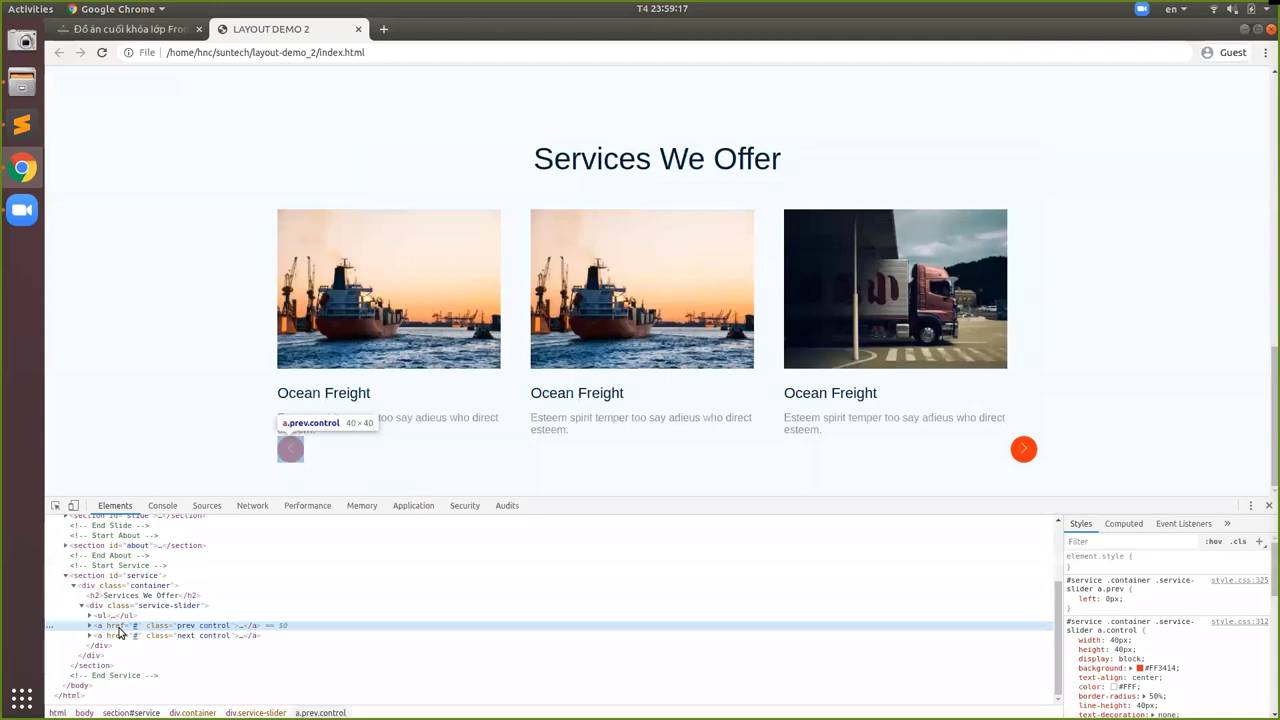 Activities
Google Chrome
T4 23:59:17
en
Đồ án cuối khóa lớp Fro
LAYOUT DEMO 2
File
/home/hnc/suntech/layout-demo_2/index.html
Guest
Services We Offer
Ocean Freight
Ocean Freight
Ocean Freight
too say adieus who direct
Esteem spirit temper too say adieus who direct
esteem.
Esteem spirit temper too say adieus who direct
esteem.
a.prev.control 40 × 40
Elements
Console
Sources
Network
Performance
Memory
Application
Security
Audits
<section id="slide">…</section>
<!-- End Slide -->
<!-- Start About -->
<section id="about">…</section>
<!-- End About -->
<!-- Start Service -->
<section id="service">
<div class="container">
<h2>Services We Offer</h2>
<div class="service-slider">
<ul>…</ul>
<a href="#" class="prev control">…</a> == $0
<a href="#" class="next control">…</a>
</div>
</div>
</section>
<!-- End Service -->
</body>
</html>
html
body
section#service
div.container
div.service-slider
a.prev.control
Styles
Computed
Event Listeners
»
Filter
:hov
.cls
+
element.style {
}
#service .container .service-slider a.prev {
style.css:325
left: 0px;
}
#service .container .service-slider a.control {
style.css:312
width: 40px;
height: 40px;
display: block;
background: #FF3414;
text-align: center;
color: #FFF;
border-radius: 50%;
line-height: 40px;
text-decoration: none;